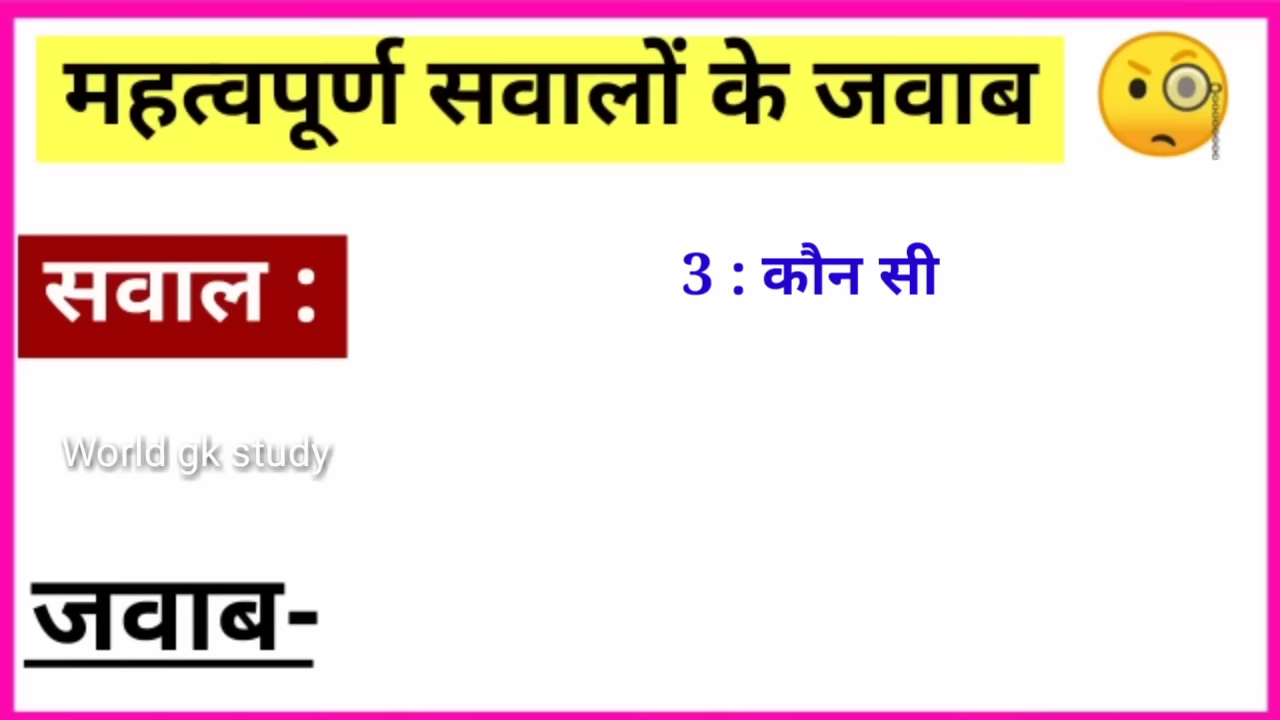 महत्वपूर्ण सवालों के जवाब
सवाल : 3 : कौन सी
World gk study
जवाब-